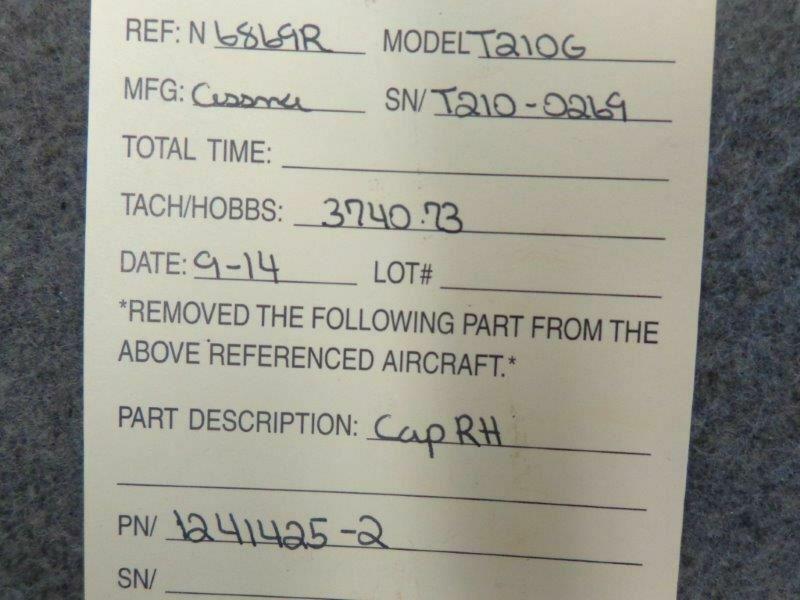 REF: N 6869R MODEL T210G
MFG: Cessna SN/ T210-0269
TOTAL TIME:
TACH/HOBBS: 3740.73
DATE: 9-14 LOT#
*REMOVED THE FOLLOWING PART FROM THE
ABOVE REFERENCED AIRCRAFT.*
PART DESCRIPTION: Cap RH
PN/ 1241425-2
SN/